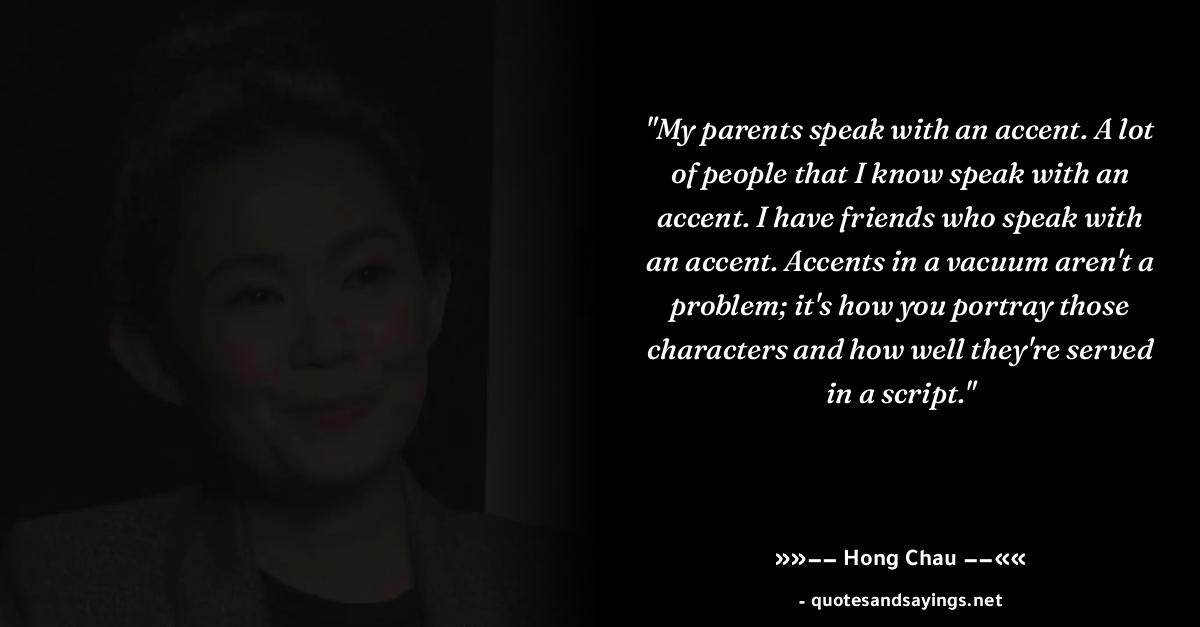 "My parents speak with an accent. A lot
of people that I know speak with an
accent. I have friends who speak with
an accent. Accents in a vacuum aren't a
problem; it's how you portray those
characters and how well they're served
in a script."
»»–– Hong Chau ––««
- quotesandsayings.net